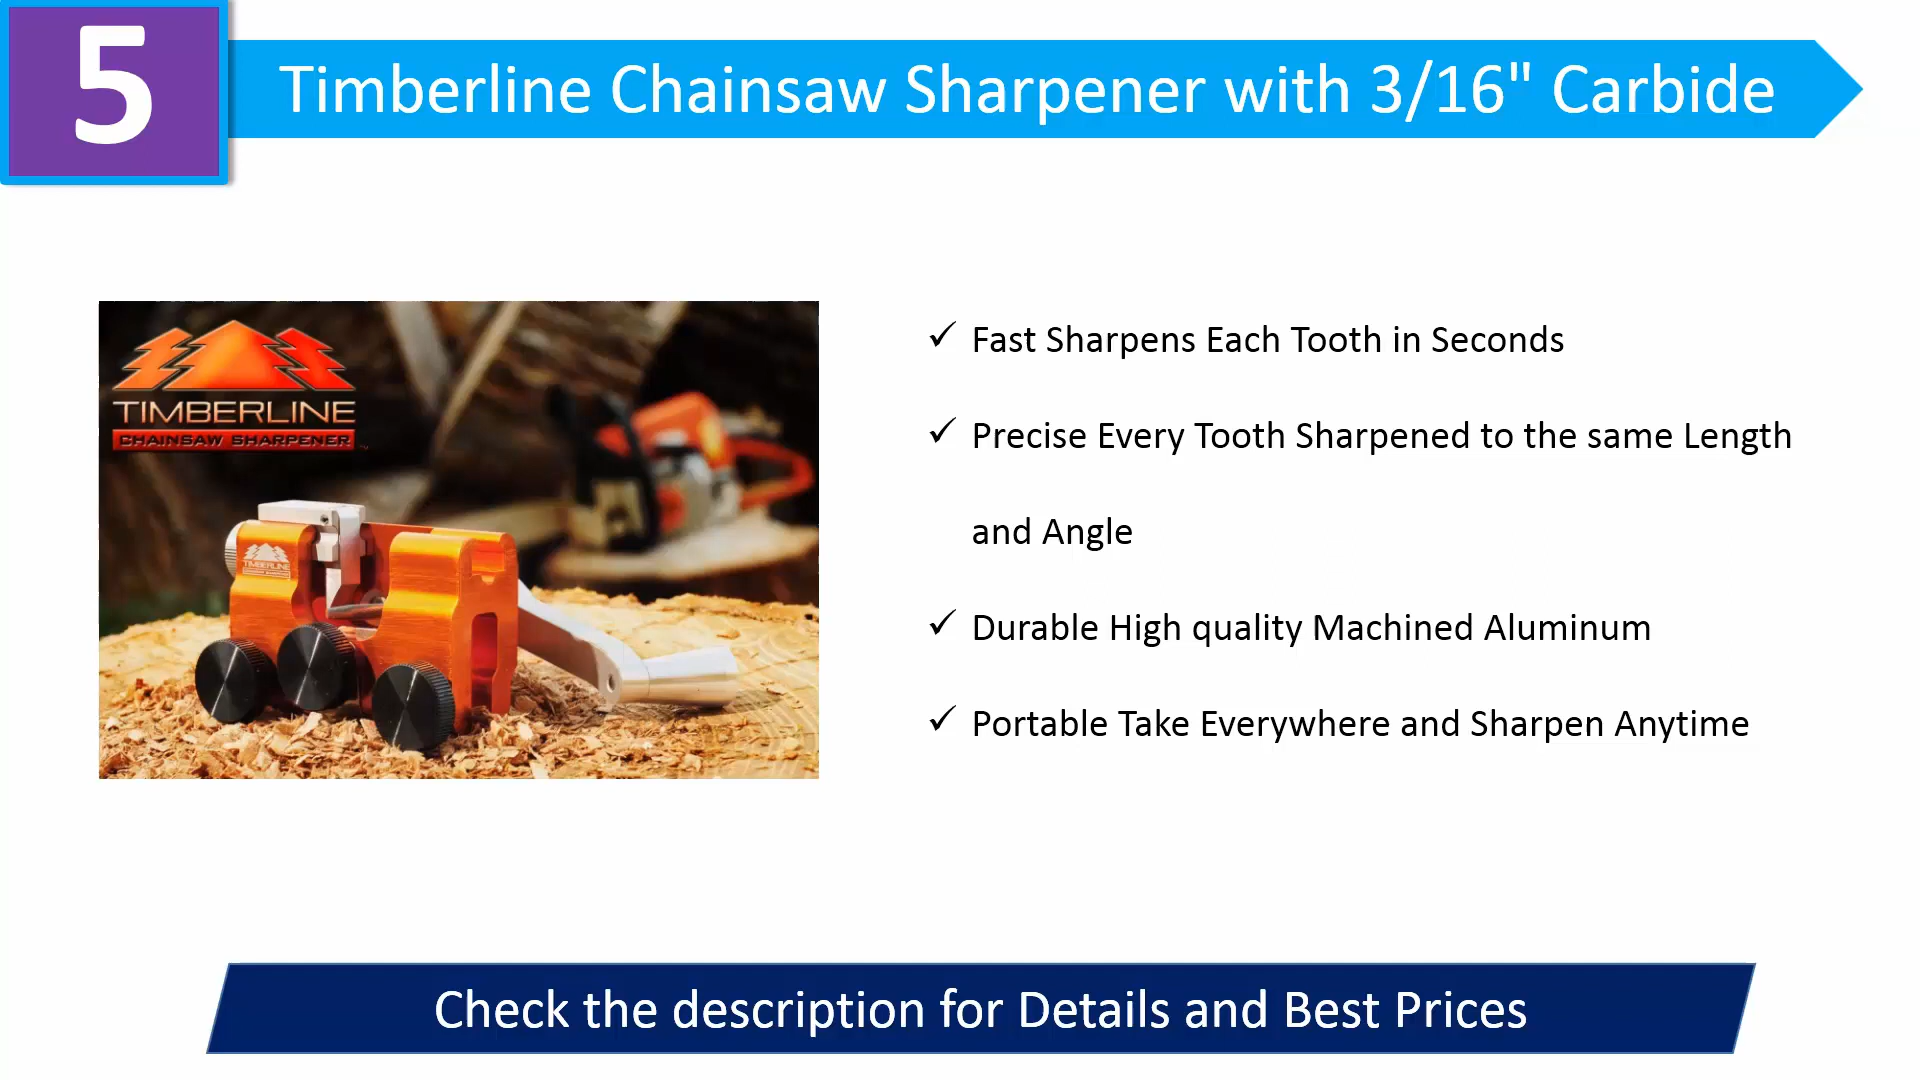 5
Timberline Chainsaw Sharpener with 3/16" Carbide
TIMBERLINE
CHAINSAW SHARPENER
TIMBERLINE
✓ Fast Sharpens Each Tooth in Seconds
✓ Precise Every Tooth Sharpened to the same Length
and Angle
✓ Durable High quality Machined Aluminum
✓ Portable Take Everywhere and Sharpen Anytime
Check the description for Details and Best Prices